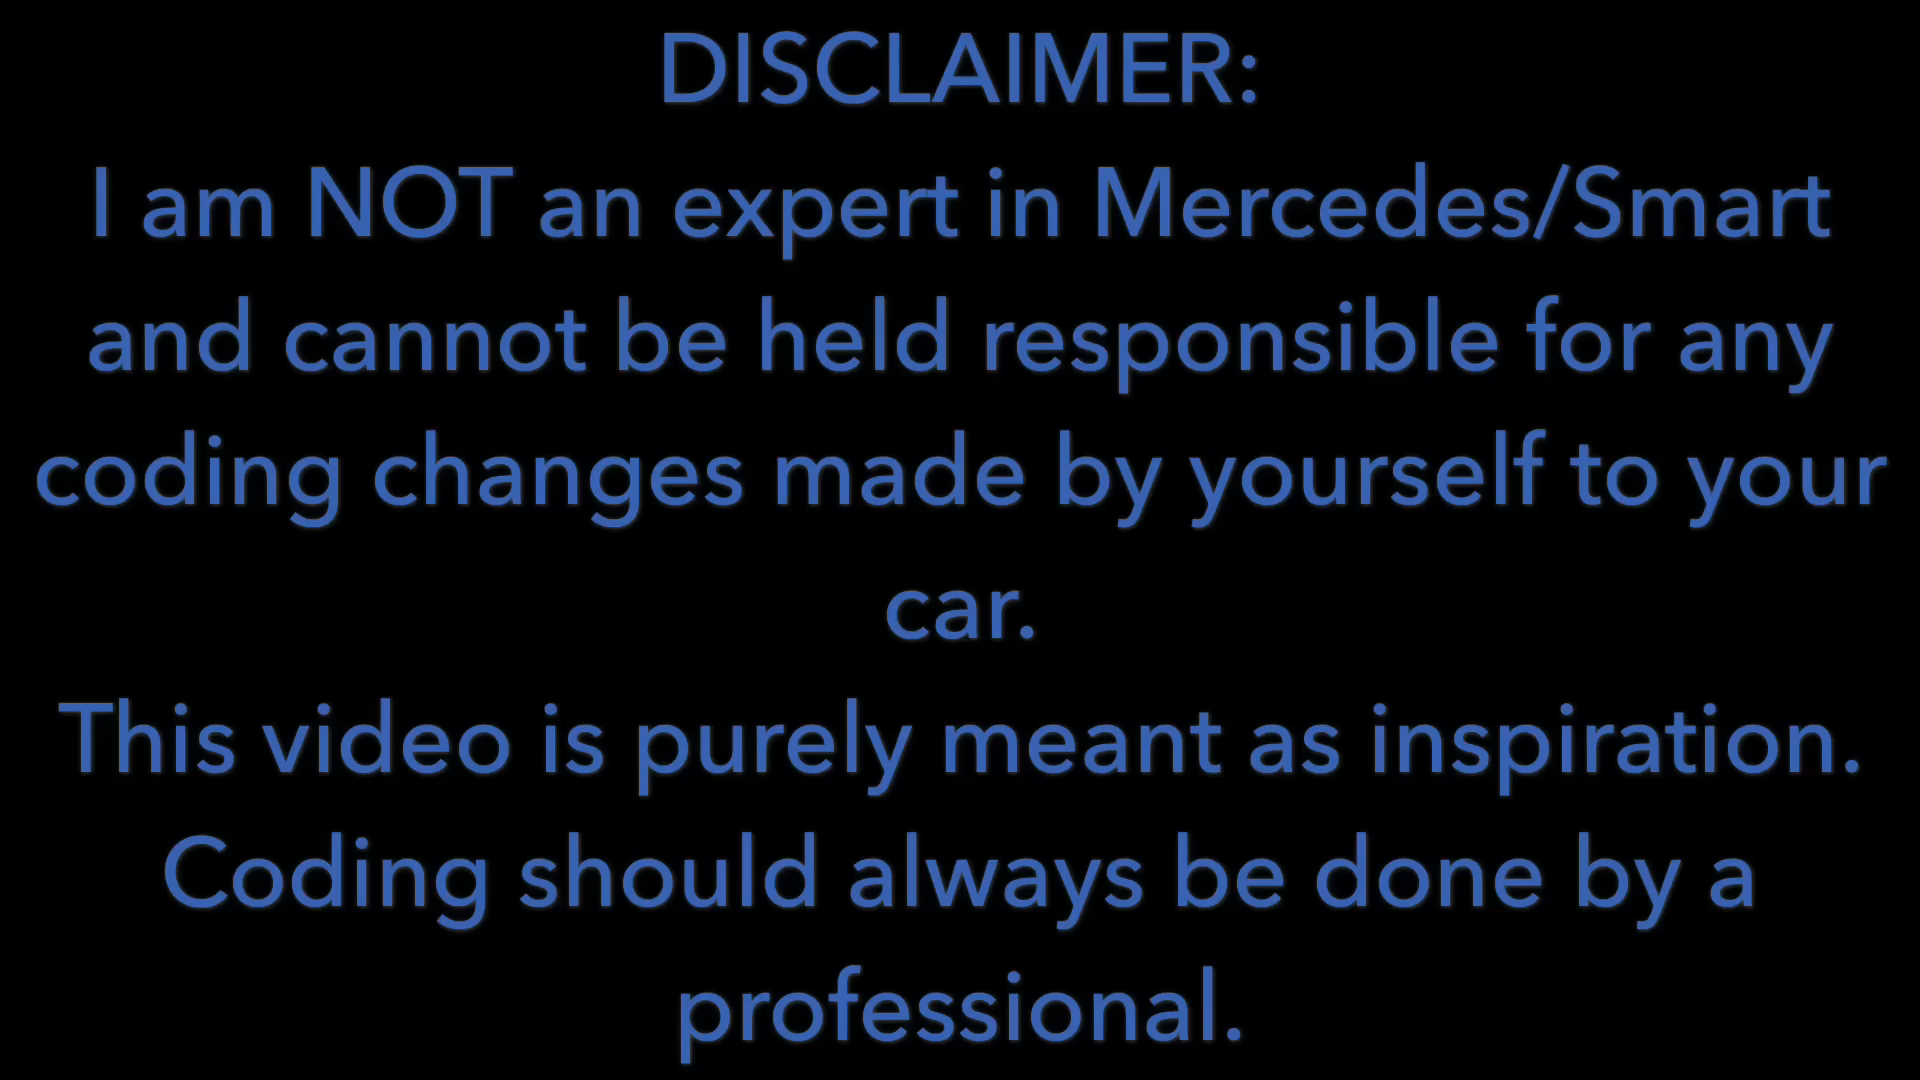 DISCLAIMER:
I am NOT an expert in Mercedes/Smart
and cannot be held responsible for any
coding changes made by yourself to your
car.
This video is purely meant as inspiration.
Coding should always be done by a
professional.